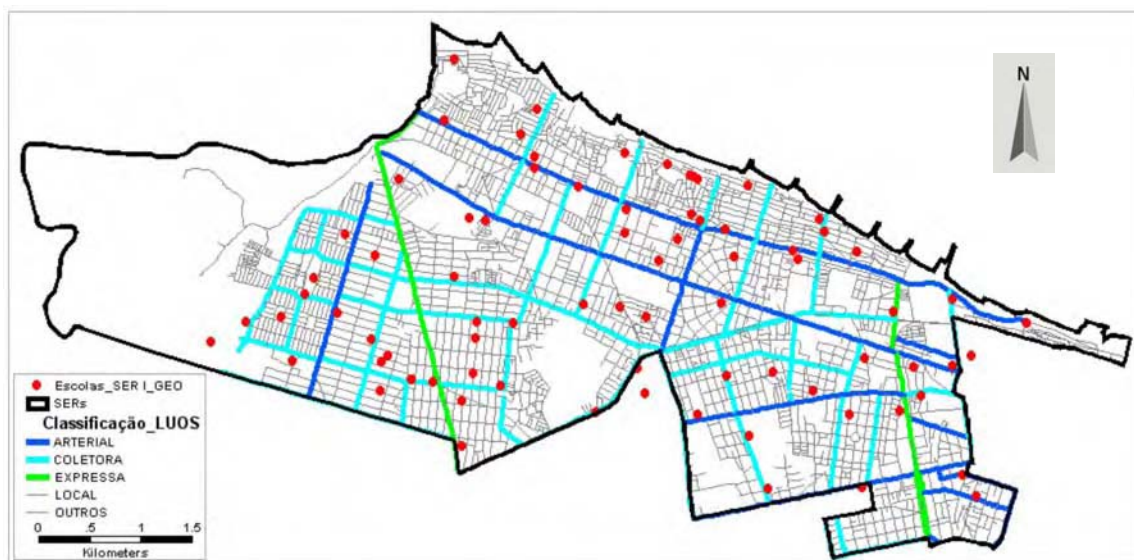 N
Escolas_SER I_GEO
SERs
Classificação_LUOS
ARTERIAL
COLETORA
EXPRESSA
LOCAL
OUTROS
0 .5 1 1.5
Kilometers